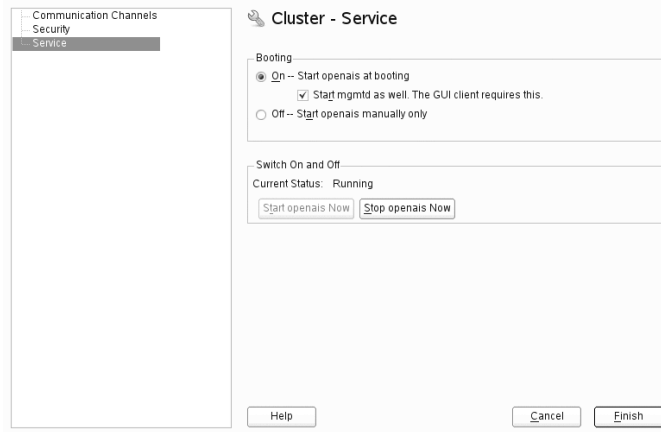 Communication Channels
Security
Service
Cluster - Service
Booting
On -- Start openais at booting
Start mgmtd as well. The GUI client requires this.
Off -- Start openais manually only
Switch On and Off
Current Status: Running
Start openais Now Stop openais Now
Help Cancel Finish